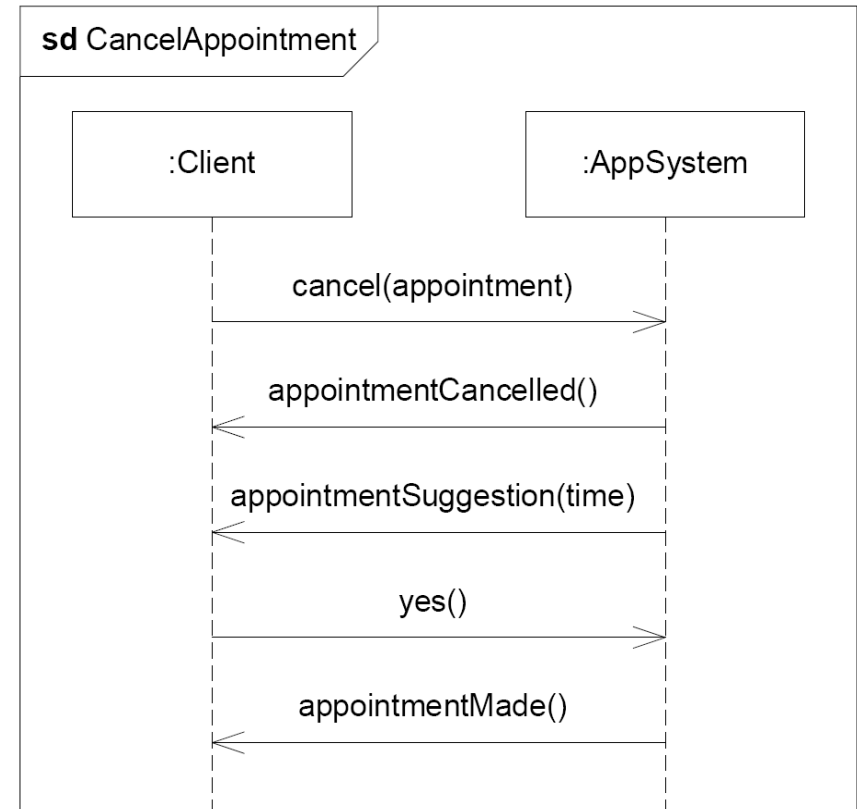 sd CancelAppointment
:Client
:AppSystem
cancel(appointment)
appointmentCancelled()
appointmentSuggestion(time)
yes()
appointmentMade()